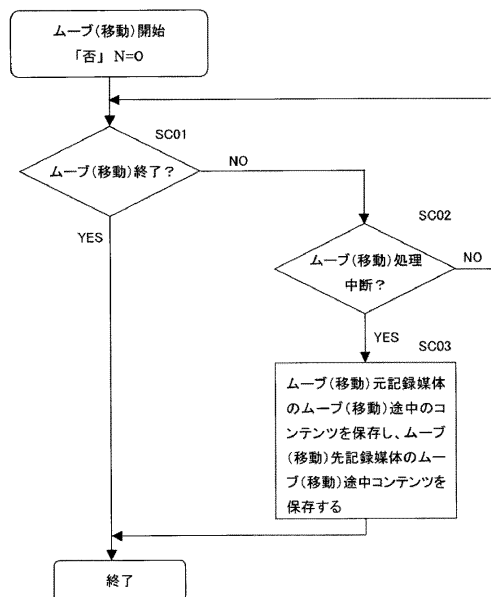 ムーブ(移動)開始
「否」 N=0
SC01
ムーブ(移動)終了?
NO
YES
SC02
ムーブ(移動)処理
中断?
NO
YES
SC03
ムーブ(移動)元記録媒体
のムーブ(移動)途中のコ
ンテンツを保存し、ムーブ
(移動)先記録媒体のムー
ブ(移動)途中コンテンツを
保存する
終了